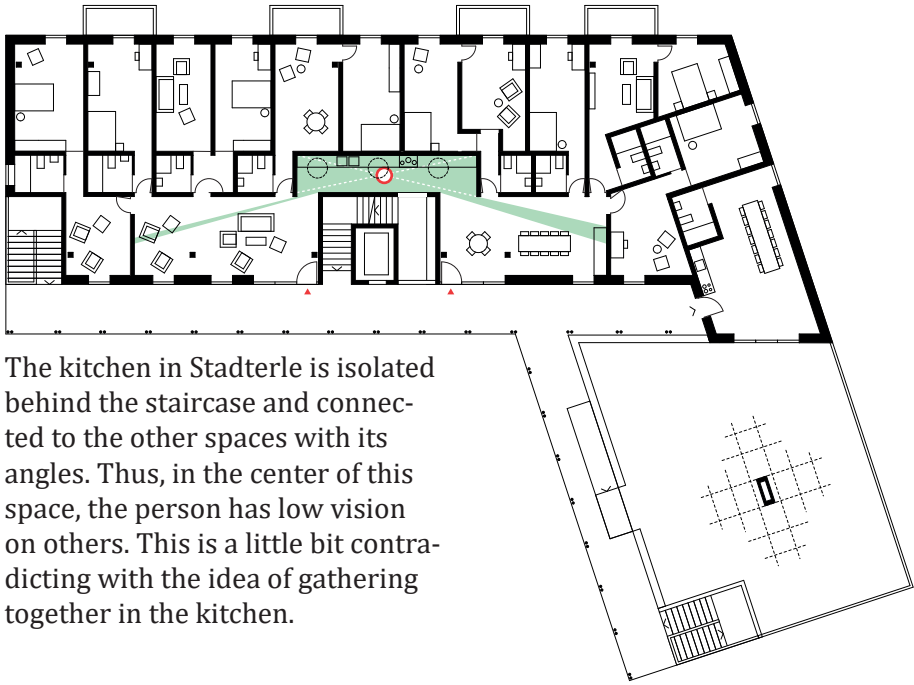 The kitchen in Stadterle is isolated
behind the staircase and connec-
ted to the other spaces with its
angles. Thus, in the center of this
space, the person has low vision
on others. This is a little bit contra-
dicting with the idea of gathering
together in the kitchen.